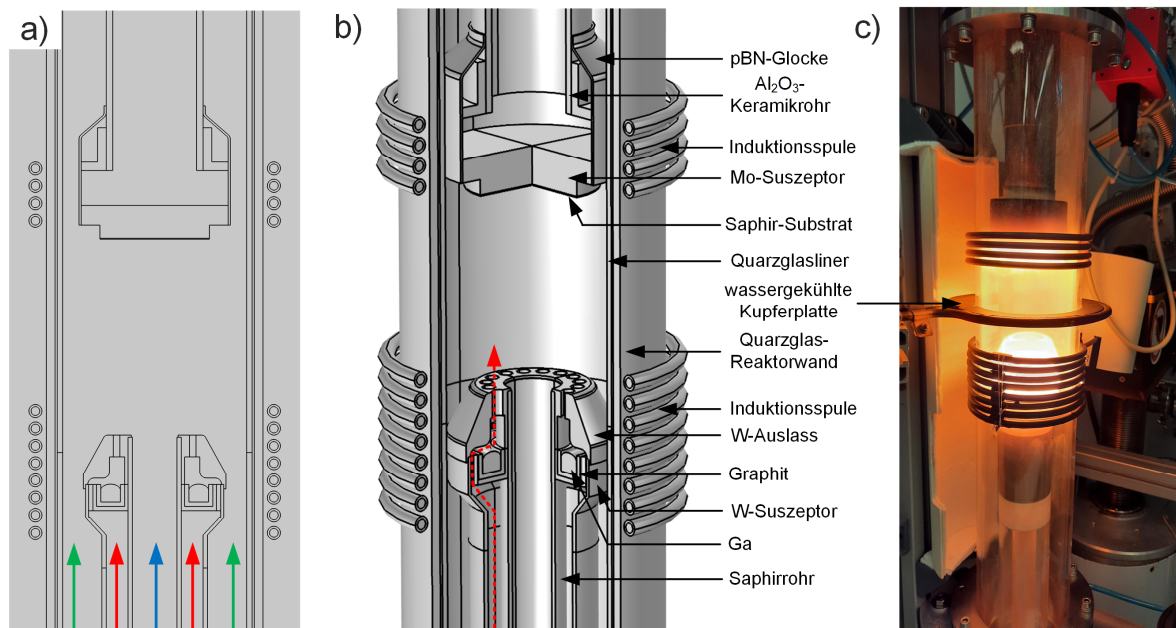 a)
b)
c)
pBN-Glocke
Al₂O₃-
Keramikrohr
Induktionsspule
Mo-Suszeptor
Saphir-Substrat
Quarzglasliner
wassergekühlte
Kupferplatte
Quarzglas-
Reaktorwand
Induktionsspule
W-Auslass
Graphit
W-Suszeptor
Ga
Saphirrohr